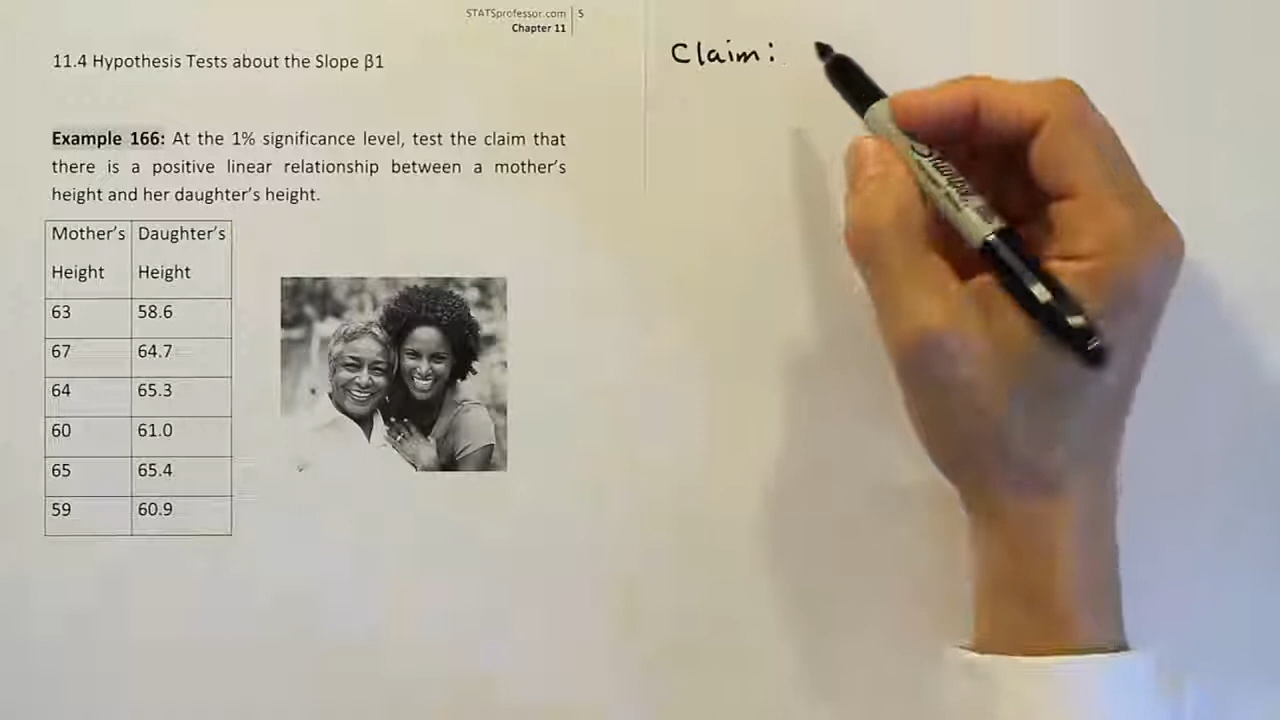 STATSprofessor.com 5
Chapter 11
11.4 Hypothesis Tests about the Slope β1
Claim:
Example 166: At the 1% significance level, test the claim that
there is a positive linear relationship between a mother's
height and her daughter's height.
Mother's Height Daughter's Height
63 58.6
67 64.7
64 65.3
60 61.0
65 65.4
59 60.9
Sharpie